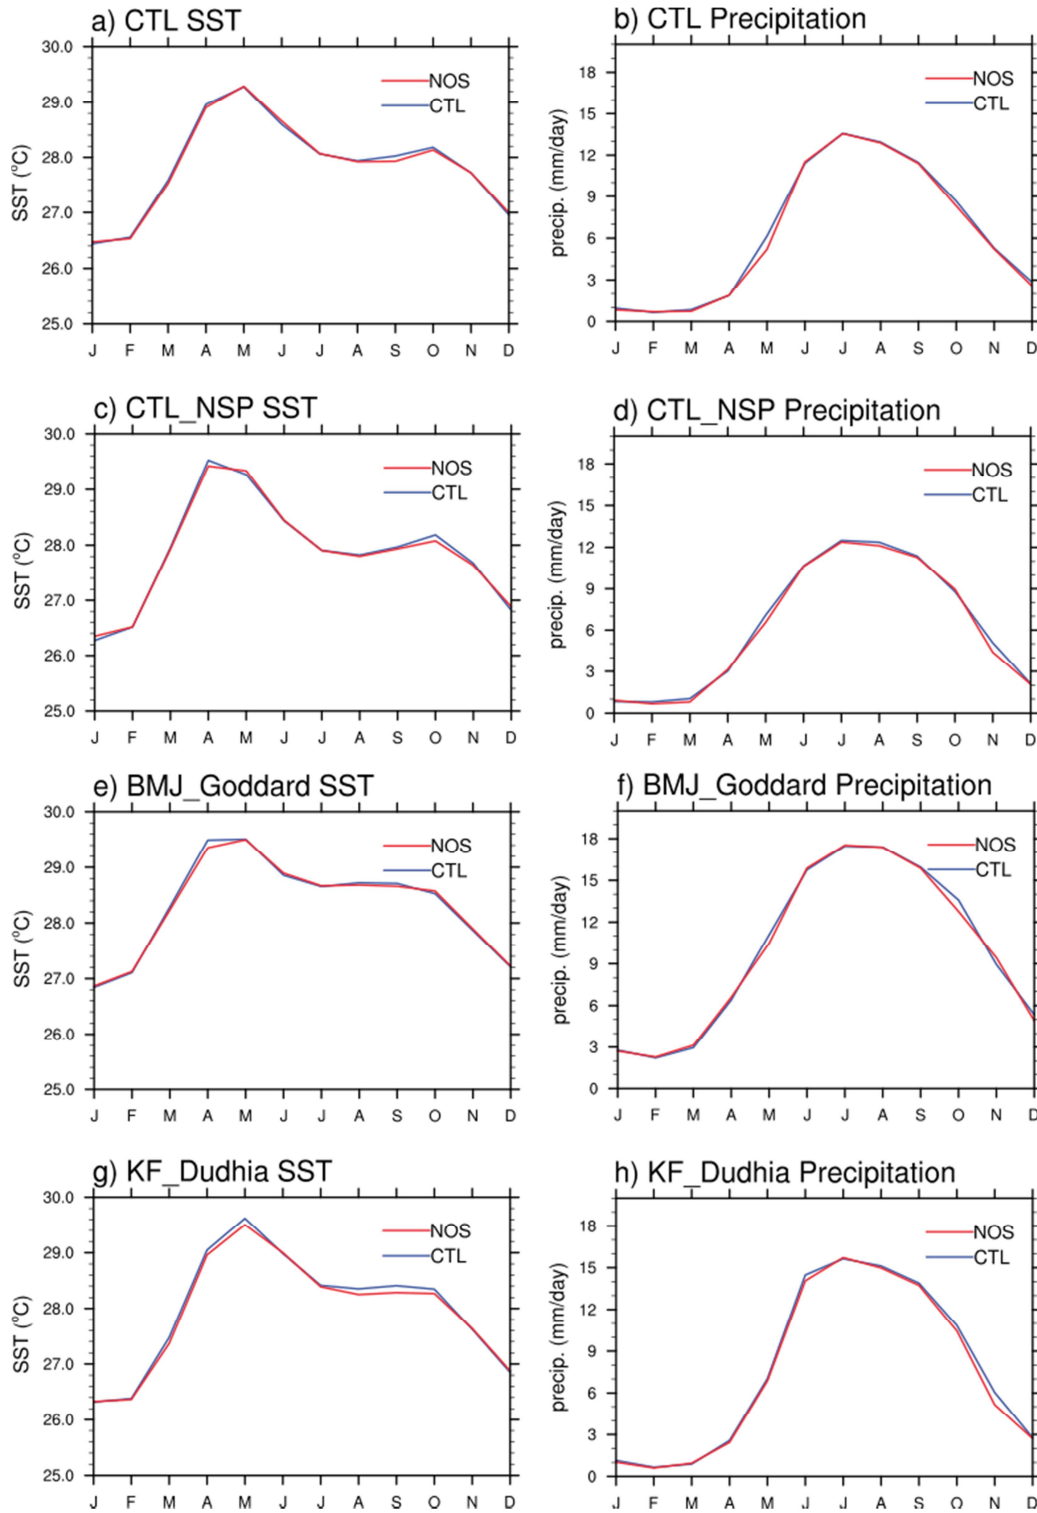 a) CTL SST
30.0
29.0
28.0
27.0
26.0
25.0
SST (°C)
NOS
CTL
J F M A M J J A S O N D
b) CTL Precipitation
18
15
12
9
6
3
0
precip. (mm/day)
NOS
CTL
J F M A M J J A S O N D
c) CTL_NSP SST
30.0
29.0
28.0
27.0
26.0
25.0
SST (°C)
NOS
CTL
J F M A M J J A S O N D
d) CTL_NSP Precipitation
18
15
12
9
6
3
0
precip. (mm/day)
NOS
CTL
J F M A M J J A S O N D
e) BMJ_Goddard SST
30.0
29.0
28.0
27.0
26.0
25.0
SST (°C)
NOS
CTL
J F M A M J J A S O N D
f) BMJ_Goddard Precipitation
18
15
12
9
6
3
0
precip. (mm/day)
NOS
CTL
J F M A M J J A S O N D
g) KF_Dudhia SST
30.0
29.0
28.0
27.0
26.0
25.0
SST (°C)
NOS
CTL
J F M A M J J A S O N D
h) KF_Dudhia Precipitation
18
15
12
9
6
3
0
precip. (mm/day)
NOS
CTL
J F M A M J J A S O N D